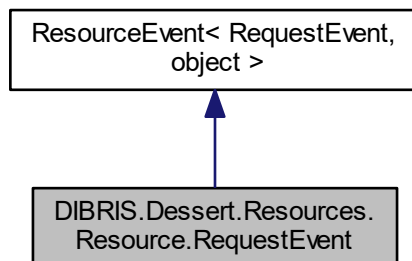 ResourceEvent< RequestEvent,
object >
DIBRIS.Dessert.Resources.
Resource.RequestEvent